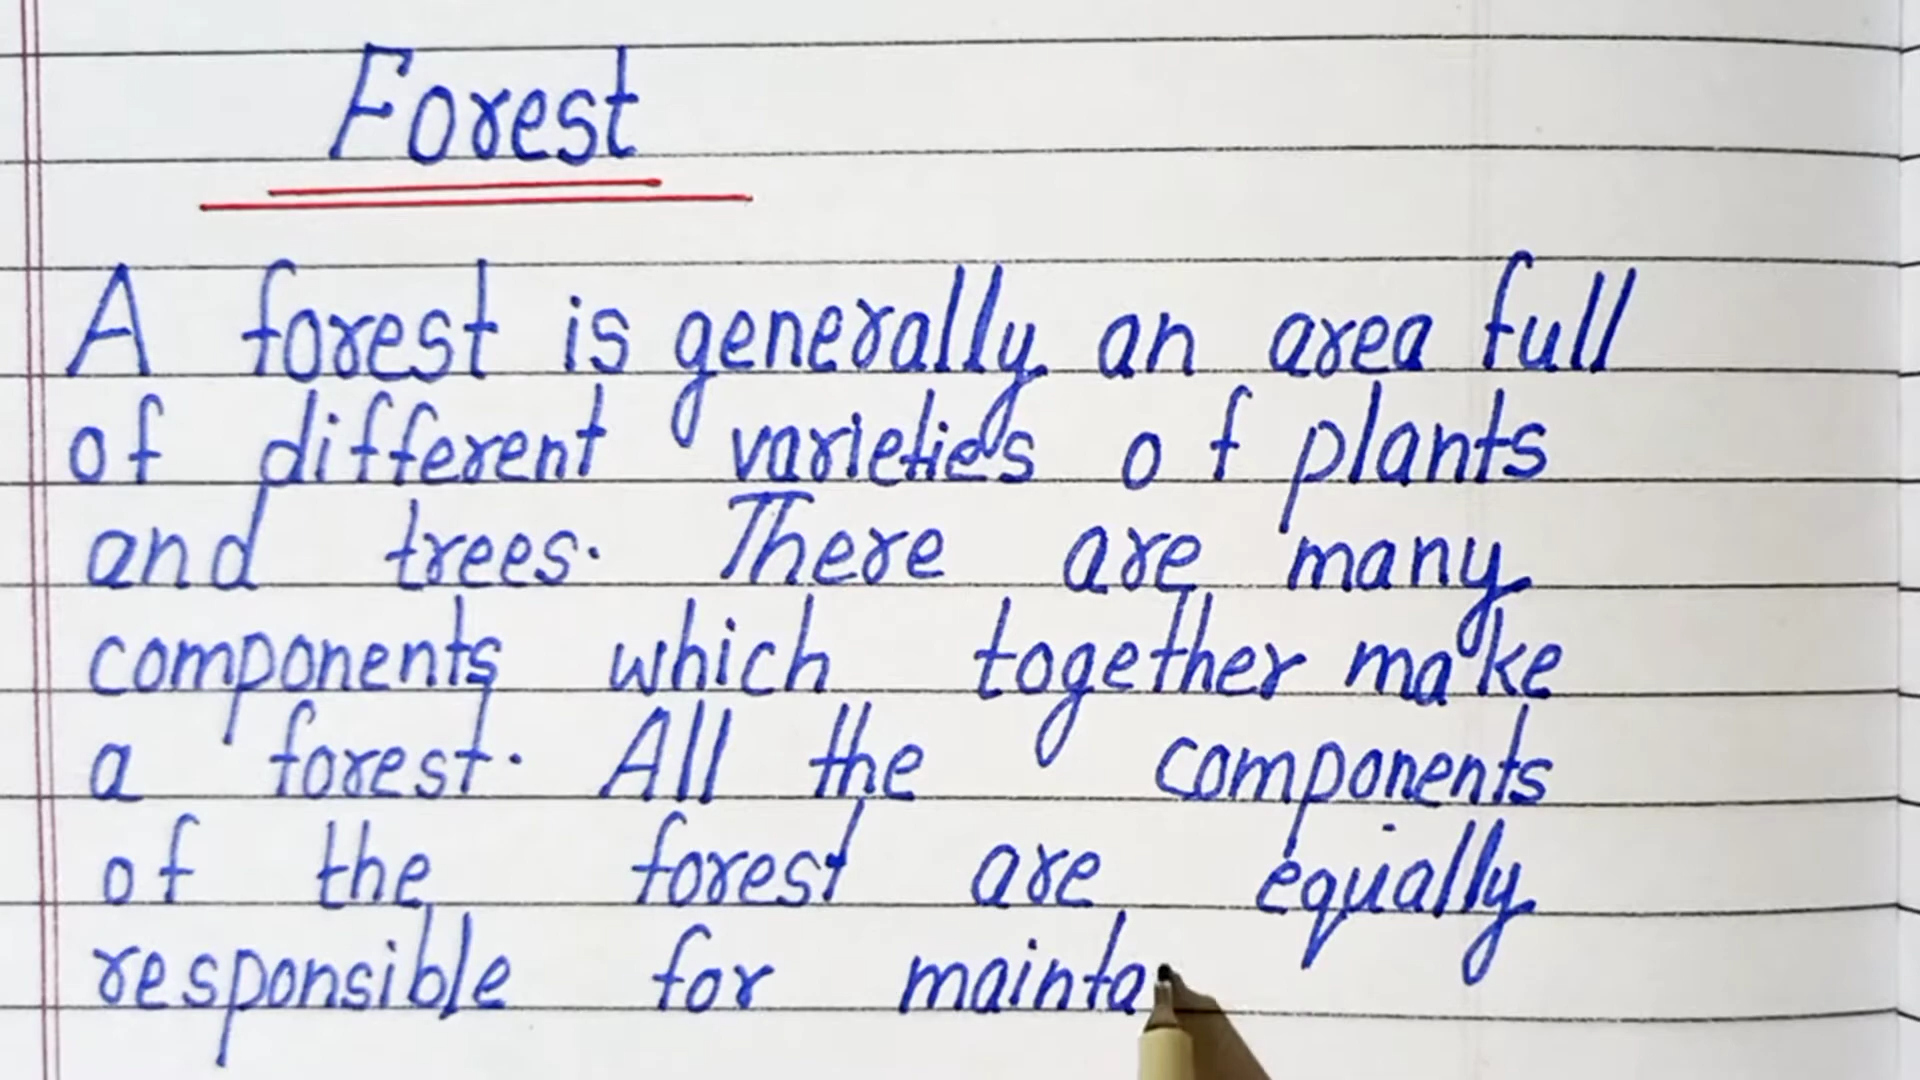 Forest
A forest is generally an area full
of different varieties of plants
and trees. There are many
components which together make
a forest. All the components
of the forest are equally
responsible for mainta